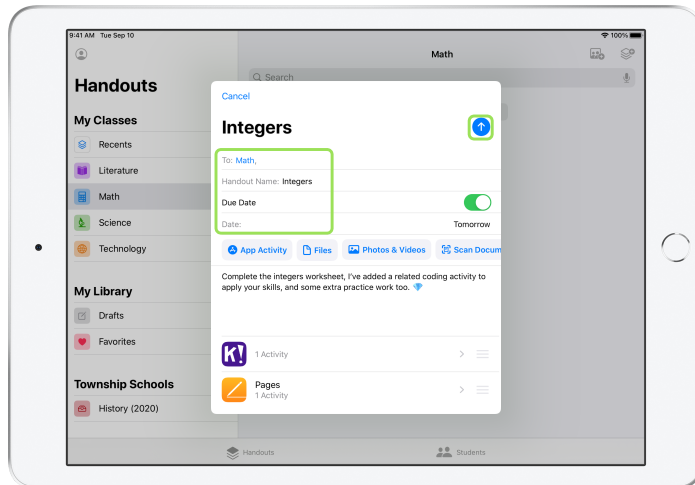 9:41 AM Tue Sep 10
100%
Math
Handouts
Search
My Classes
Recents
Literature
Math
Science
Technology
My Library
Drafts
Favorites
Township Schools
History (2020)
Cancel
Integers
To: Math,
Handout Name: Integers
Due Date
Date: Tomorrow
App Activity Files Photos & Videos Scan Docum
Complete the integers worksheet, I've added a related coding activity to
apply your skills, and some extra practice work too.
K!
1 Activity
Pages
1 Activity
Handouts Students